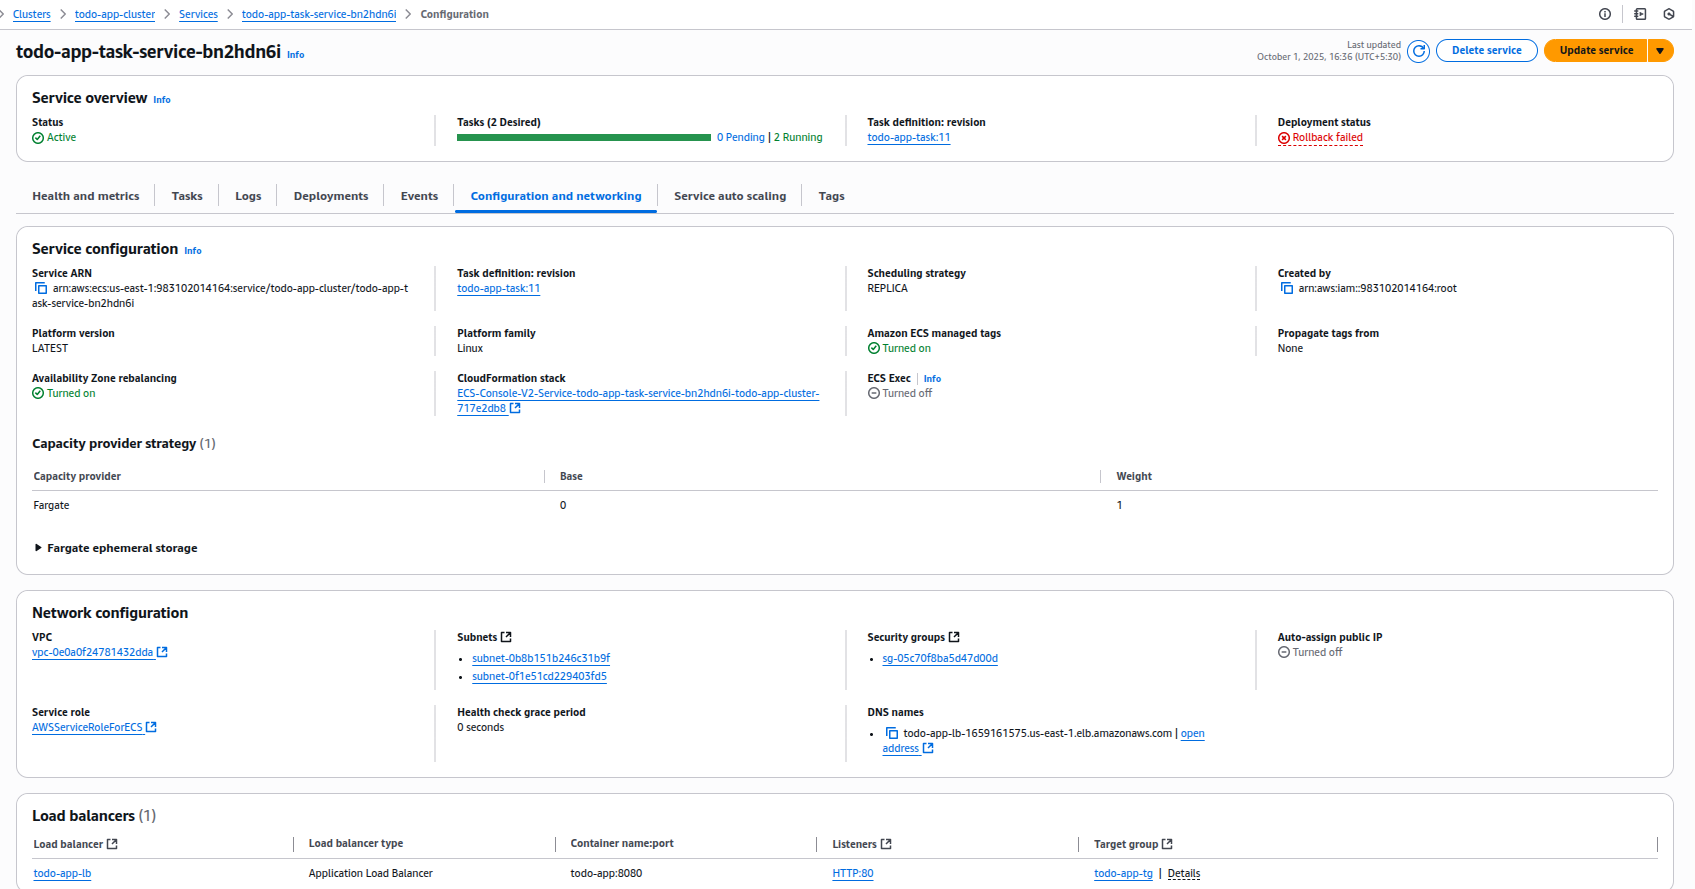 Clusters > todo-app-cluster > Services > todo-app-task-service-bn2hdn6i > Configuration
todo-app-task-service-bn2hdn6i Info
Last updated
October 1, 2025, 16:36 (UTC+5:30)
Delete service
Update service
Service overview Info
Status
Active
Tasks (2 Desired)
0 Pending | 2 Running
Task definition: revision
todo-app-task:11
Deployment status
Rollback failed
Health and metrics
Tasks
Logs
Deployments
Events
Configuration and networking
Service auto scaling
Tags
Service configuration Info
Service ARN
arn:aws:ecs:us-east-1:983102014164:service/todo-app-cluster/todo-app-t
ask-service-bn2hdn6i
Task definition: revision
todo-app-task:11
Scheduling strategy
REPLICA
Created by
arn:aws:iam::983102014164:root
Platform version
LATEST
Platform family
Linux
Amazon ECS managed tags
Turned on
Propagate tags from
None
Availability Zone rebalancing
Turned on
CloudFormation stack
ECS-Console-V2-Service-todo-app-task-service-bn2hdn6i-todo-app-cluster-
717e2db8
ECS Exec | Info
Turned off
Capacity provider strategy (1)
Capacity provider
Base
Weight
Fargate
0
1
Fargate ephemeral storage
Network configuration
VPC
vpc-0e0a0f24781432dda
Subnets
• subnet-0b8b151b246c31b9f
• subnet-0f1e51cd229403fd5
Security groups
• sg-05c70f8ba5d47d00d
Auto-assign public IP
Turned off
Service role
AWSServiceRoleForECS
Health check grace period
0 seconds
DNS names
• todo-app-lb-1659161575.us-east-1.elb.amazonaws.com | open
address
Load balancers (1)
Load balancer
Load balancer type
Container name:port
Listeners
Target group
todo-app-lb
Application Load Balancer
todo-app:8080
HTTP:80
todo-app-tg | Details